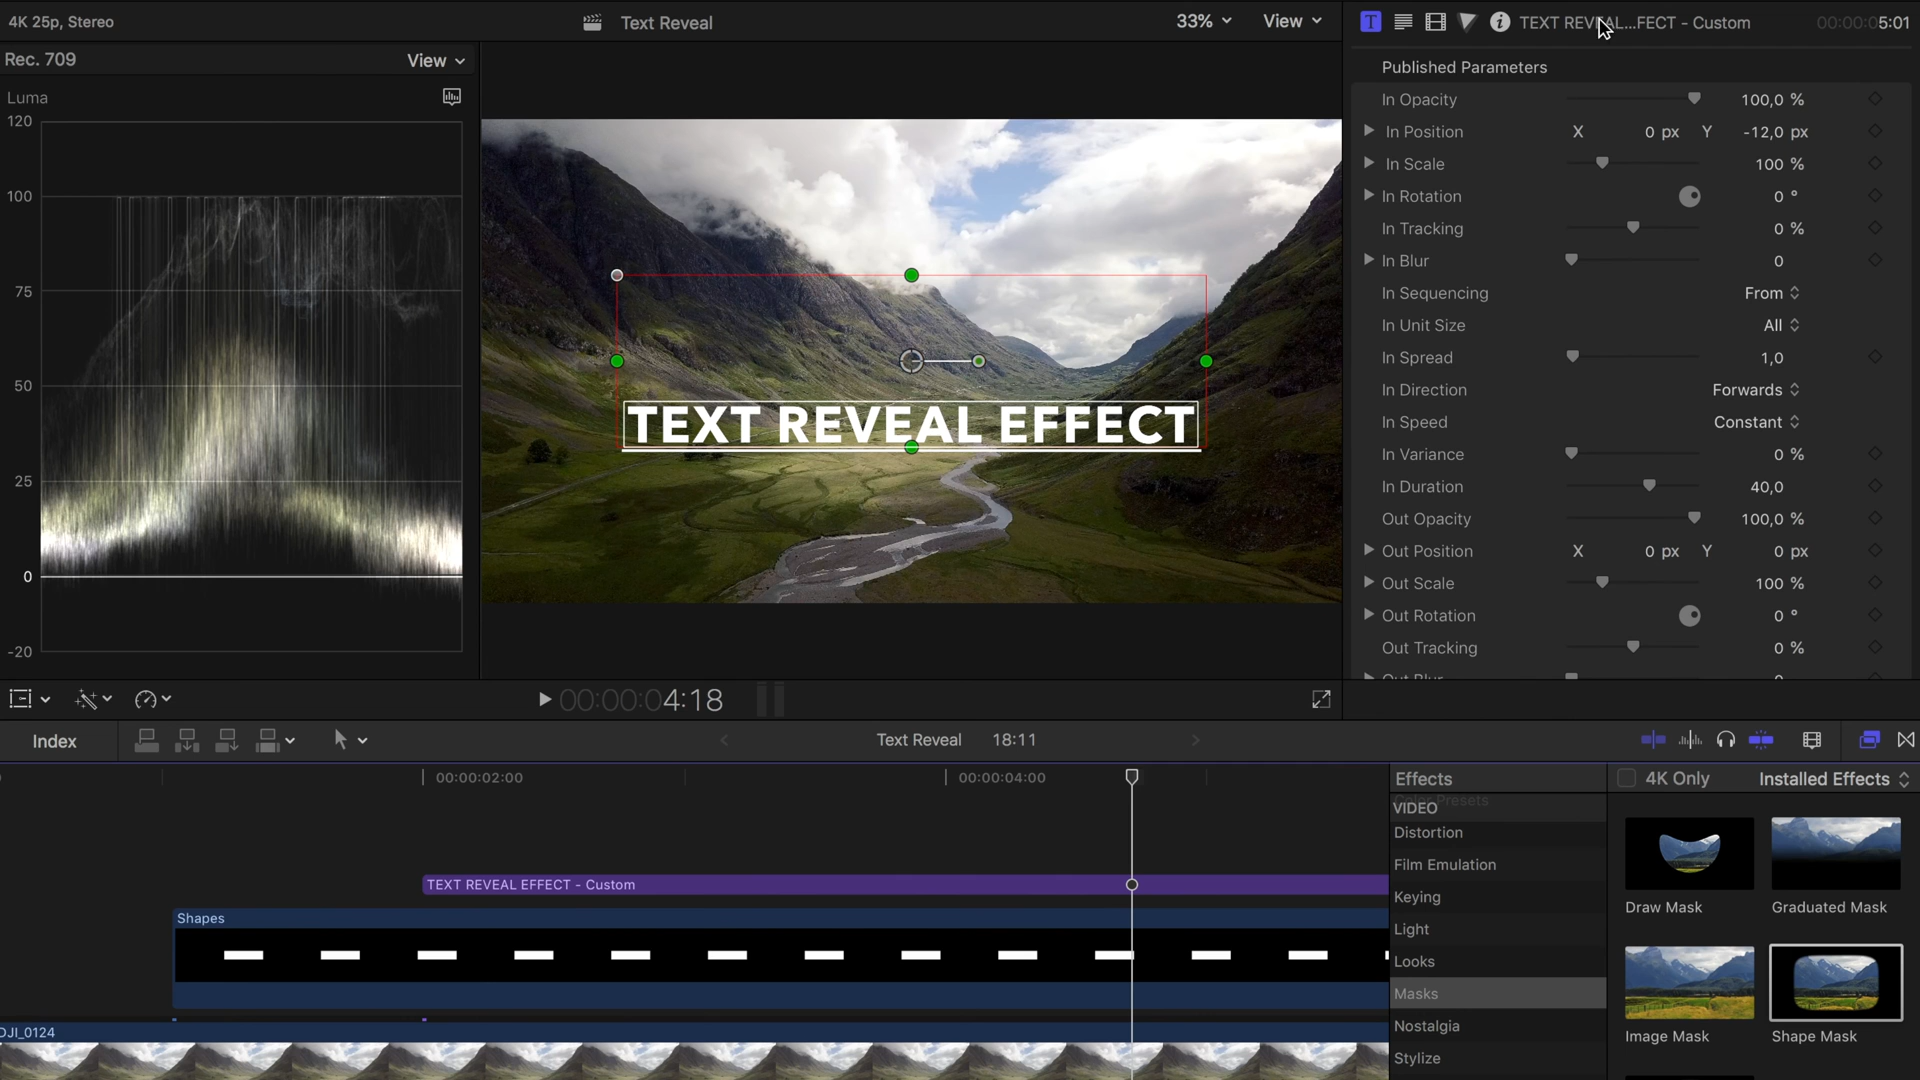 4K 25p, Stereo
Text Reveal
33%
View
TEXT REVEAL...FECT - Custom
00:00:05:01
Rec. 709
View
Luma
120
100
75
50
25
0
-20
TEXT REVEAL EFFECT
Published Parameters
In Opacity 100,0 %
In Position X 0 px Y -12,0 px
In Scale 100 %
In Rotation 0 °
In Tracking 0 %
In Blur 0
In Sequencing From
In Unit Size All
In Spread 1,0
In Direction Forwards
In Speed Constant
In Variance 0 %
In Duration 40,0
Out Opacity 100,0 %
Out Position X 0 px Y 0 px
Out Scale 100 %
Out Rotation 0 °
Out Tracking 0 %
Out Blur 0
00:00:04:18
Index
Text Reveal 18:11
00:00:02:00
00:00:04:00
TEXT REVEAL EFFECT - Custom
Shapes
DJI_0124
Effects
4K Only
Installed Effects
Color Presets
VIDEO
Distortion
Film Emulation
Keying
Light
Looks
Masks
Nostalgia
Stylize
Draw Mask
Graduated Mask
Image Mask
Shape Mask